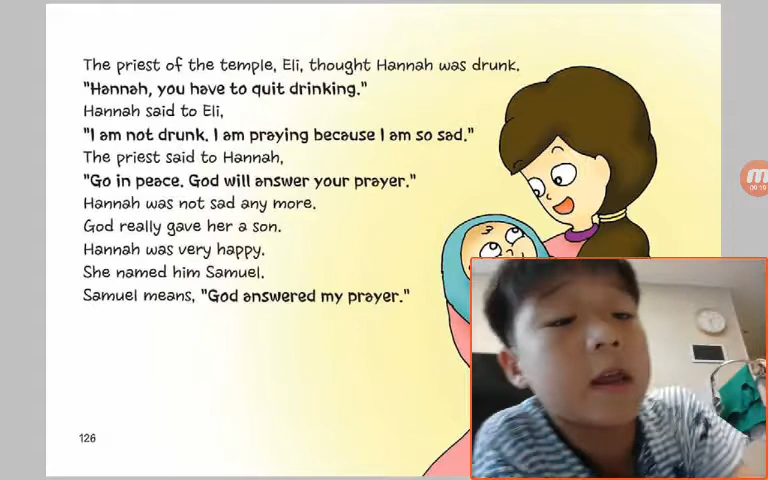 The priest of the temple, Eli, thought Hannah was drunk.
"Hannah, you have to quit drinking."
Hannah said to Eli,
"I am not drunk. I am praying because I am so sad."
The priest said to Hannah,
"Go in peace. God will answer your prayer."
Hannah was not sad any more.
God really gave her a son.
Hannah was very happy.
She named him Samuel.
Samuel means, "God answered my prayer."
126